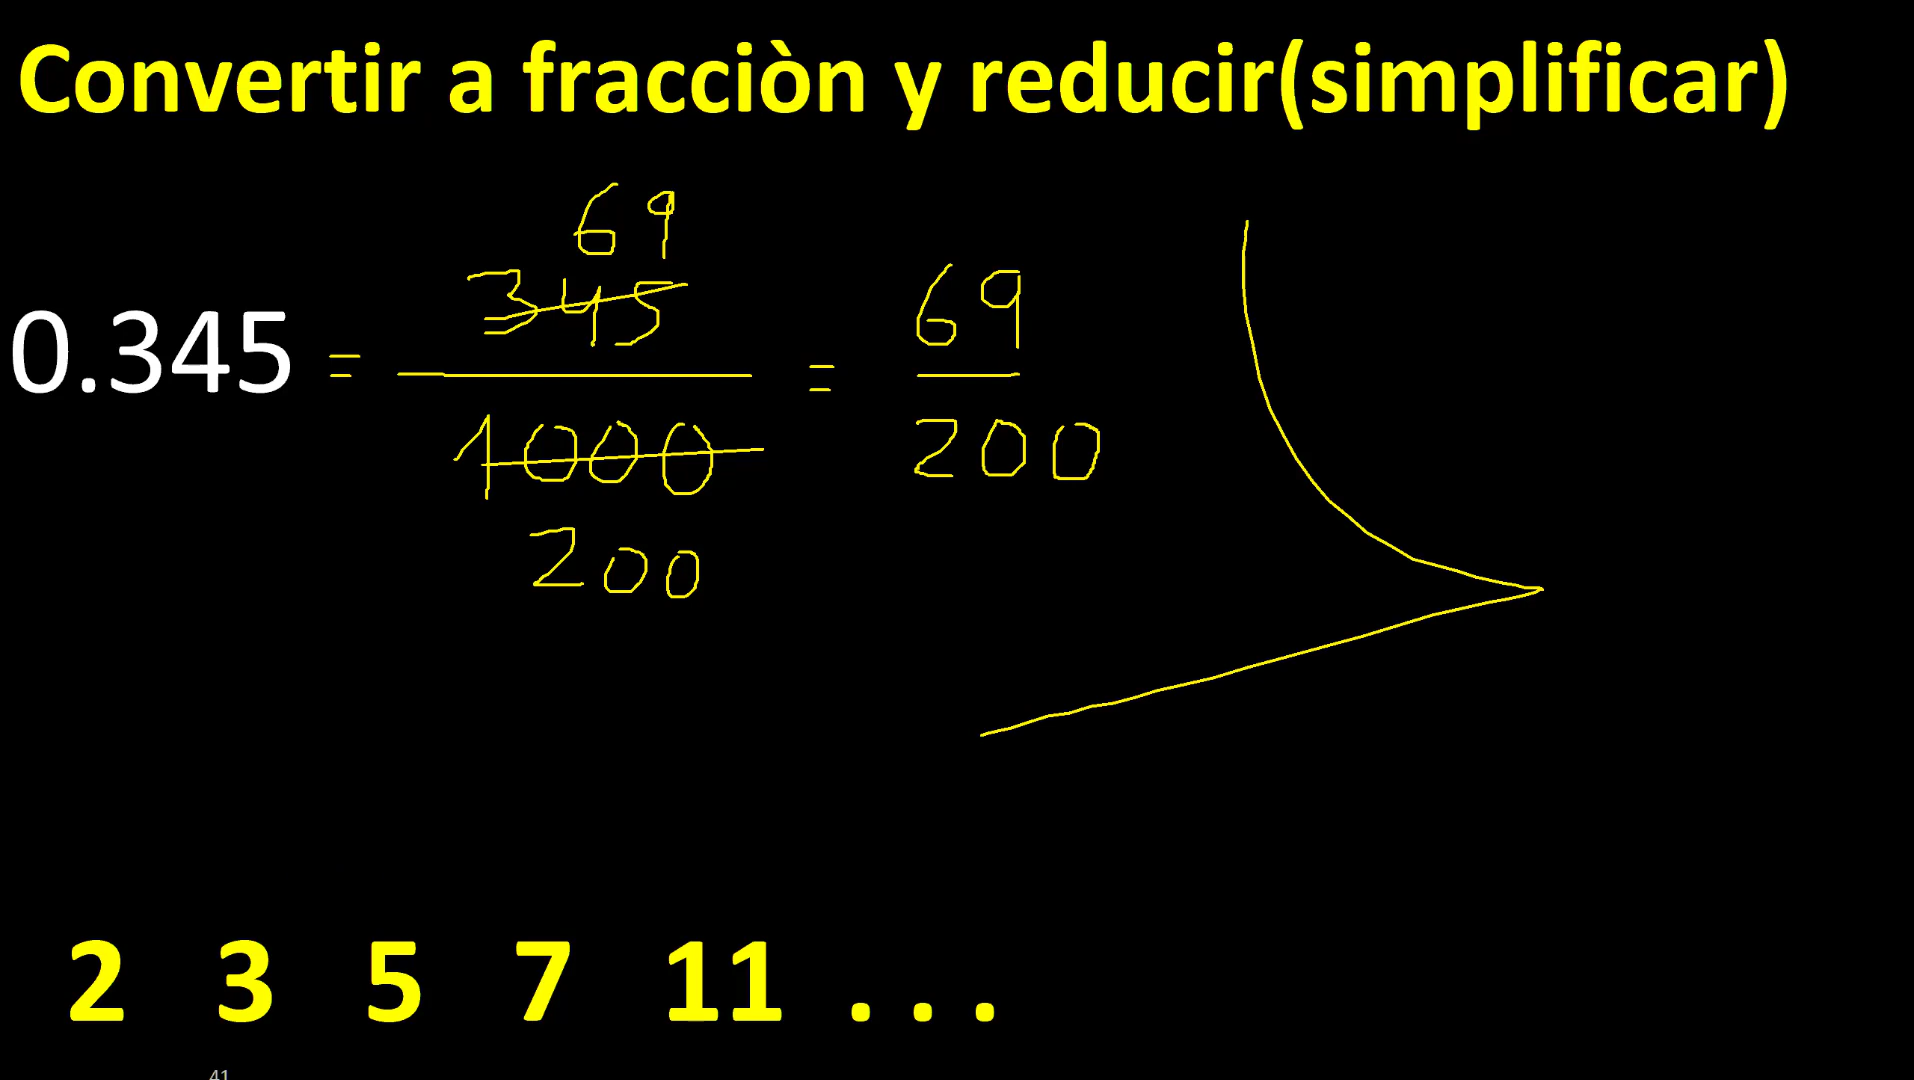 Convertir a fracciòn y reducir(simplificar)
69
0.345 = 345 = 69
1000 200
200
2 3 5 7 11 . . .
41